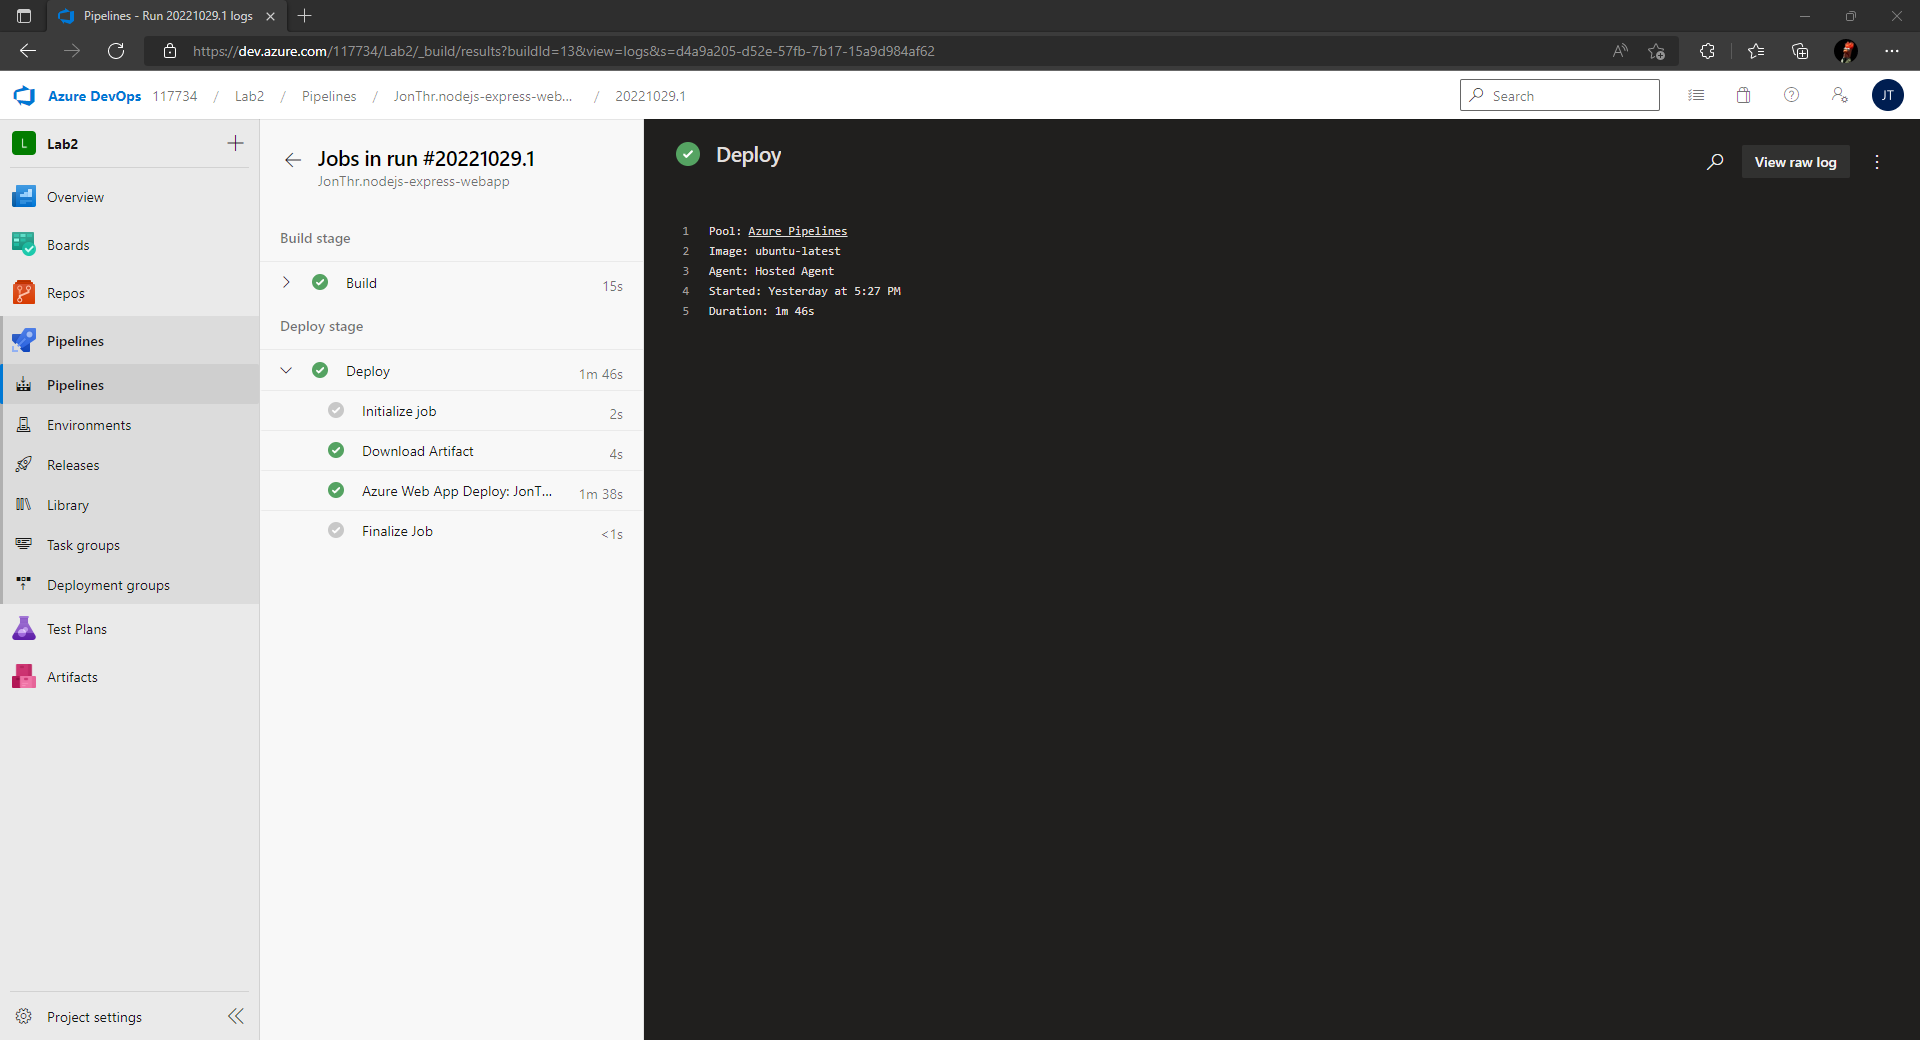 Pipelines - Run 20221029.1 logs
https://dev.azure.com/117734/Lab2/_build/results?buildId=13&view=logs&s=d4a9a205-d52e-57fb-7b17-15a9d984af62
Azure DevOps 117734 / Lab2 / Pipelines / JonThr.nodejs-express-web... / 20221029.1
Search
JT
L Lab2
Overview
Boards
Repos
Pipelines
Pipelines
Environments
Releases
Library
Task groups
Deployment groups
Test Plans
Artifacts
Project settings
Jobs in run #20221029.1
JonThr.nodejs-express-webapp
Build stage
Build 15s
Deploy stage
Deploy 1m 46s
Initialize job 2s
Download Artifact 4s
Azure Web App Deploy: JonT... 1m 38s
Finalize Job <1s
Deploy
View raw log
1 Pool: Azure Pipelines
2 Image: ubuntu-latest
3 Agent: Hosted Agent
4 Started: Yesterday at 5:27 PM
5 Duration: 1m 46s